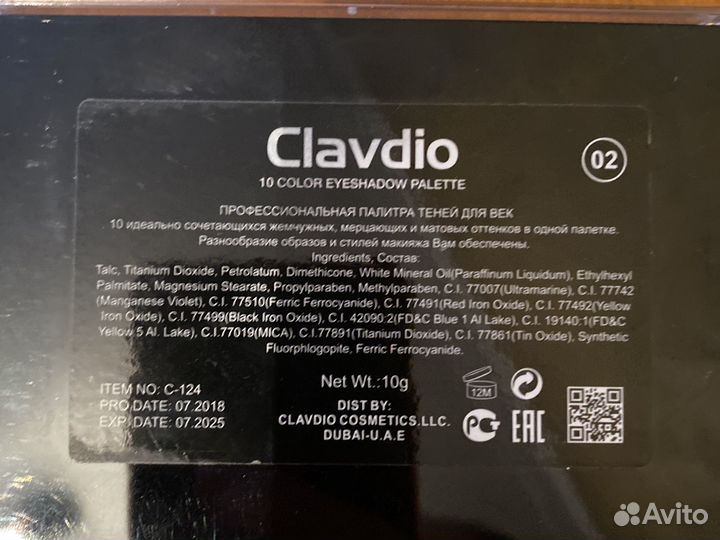 Clavdio
02
10 COLOR EYESHADOW PALETTE
ПРОФЕССИОНАЛЬНАЯ ПАЛИТРА ТЕНЕЙ ДЛЯ ВЕК
10 идеально сочетающихся жемчужных, мерцающих и матовых оттенков в одной палетке.
Разнообразие образов и стилей макияжа Вам обеспечены.
Ingredients, Состав:
Talc, Titanium Dioxide, Petrolatum, Dimethicone, White Mineral Oil(Paraffinum Liquidum), Ethylhexyl
Palmitate, Magnesium Stearate, Propylparaben, Methylparaben, C.I. 77007(Ultramarine), C.I. 77742
(Manganese Violet), C.I. 77510(Ferric Ferrocyanide), C.I. 77491(Red Iron Oxide), C.I. 77492(Yellow
Iron Oxide), C.I. 77499(Black Iron Oxide), C.I. 42090:2(FD&C Blue 1 Al Lake), C.I. 19140:1(FD&C
Yellow 5 Al. Lake), C.I.77019(MICA), C.I.77891(Titanium Dioxide), C.I. 77861(Tin Oxide), Synthetic
Fluorphlogopite, Ferric Ferrocyanide.
ITEM NO: C-124
PRO DATE: 07.2018
EXP DATE: 07.2025
Net Wt.:10g
DIST BY:
CLAVDIO COSMETICS.LLC.
DUBAI-U.A.E
12M
РСТ
EAC
Avito